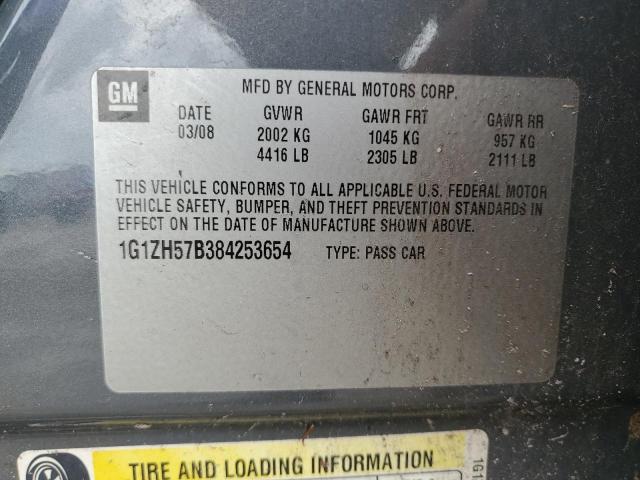 GM
MFD BY GENERAL MOTORS CORP.
DATE GVWR GAWR FRT GAWR RR
03/08 2002 KG 1045 KG 957 KG
4416 LB 2305 LB 2111 LB
THIS VEHICLE CONFORMS TO ALL APPLICABLE U.S. FEDERAL MOTOR
VEHICLE SAFETY, BUMPER, AND THEFT PREVENTION STANDARDS IN
EFFECT ON THE DATE OF MANUFACTURE SHOWN ABOVE.
1G1ZH57B384253654 TYPE: PASS CAR
TIRE AND LOADING INFORMATION
1G1